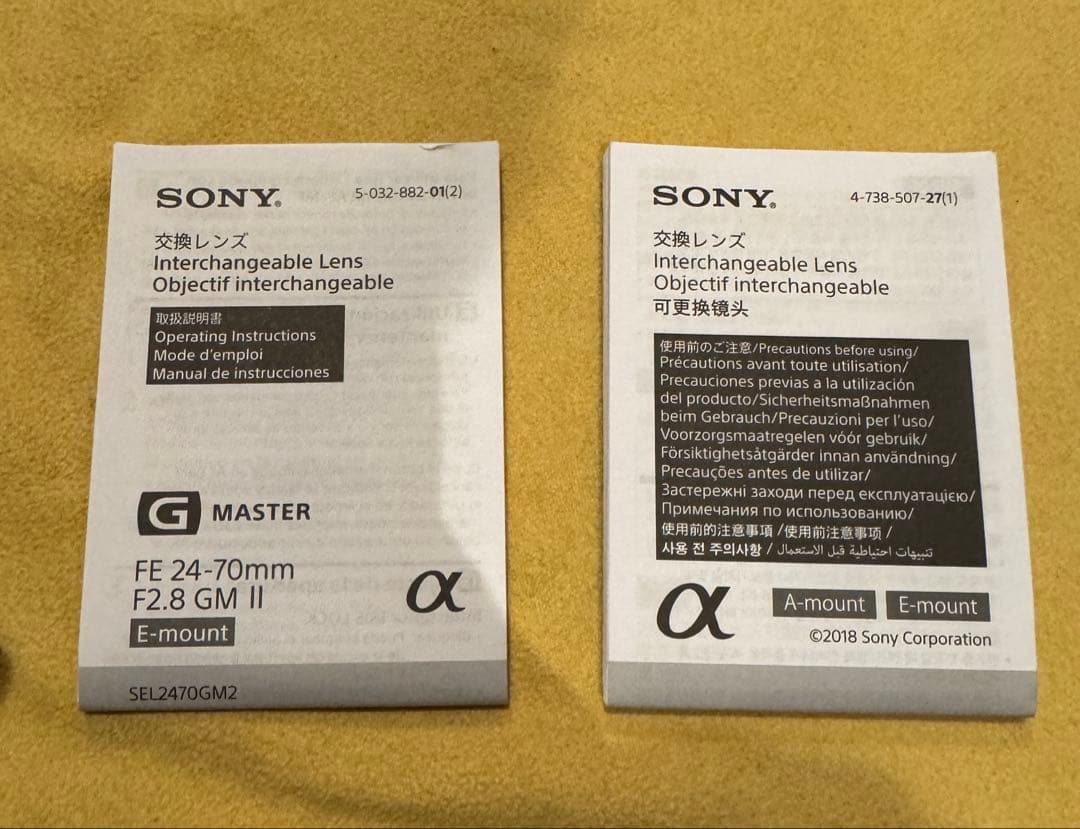 SONY®
5-032-882-01(2)
交換レンズ
Interchangeable Lens
Objectif interchangeable
取扱説明書
Operating Instructions
Mode d'emploi
Manual de instrucciones
G MASTER
FE 24-70mm
F2.8 GM II
α
E-mount
SEL2470GM2
SONY®
4-738-507-27(1)
交換レンズ
Interchangeable Lens
Objectif interchangeable
可更换镜头
使用前のご注意/Precautions before using/
Précautions avant toute utilisation/
Precauciones previas a la utilización
del producto/Sicherheitsmaßnahmen
beim Gebrauch/Precauzioni per l'uso/
Voorzorgsmaatregelen vóór gebruik/
Försiktighetsåtgärder innan användning/
Precauções antes de utilizar/
Застережні заходи перед експлуатацією/
Примечания по использованию/
使用前的注意事項 /使用前注意事项 /
사용 전 주의사항 / تنبيهات احتياطية قبل الاستعمال
α
A-mount E-mount
©2018 Sony Corporation